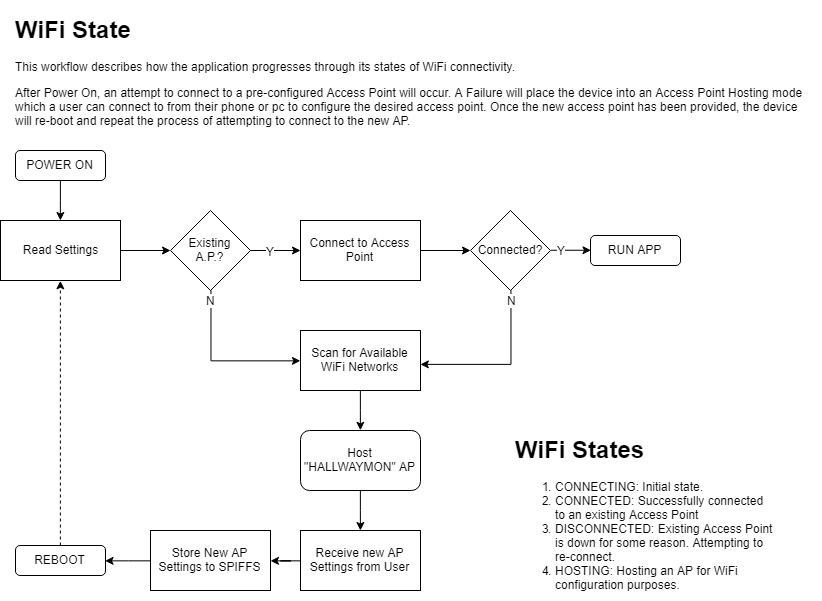 WiFi State
This workflow describes how the application progresses through its states of WiFi connectivity.
After Power On, an attempt to connect to a pre-configured Access Point will occur. A Failure will place the device into an Access Point Hosting mode
which a user can connect to from their phone or pc to configure the desired access point. Once the new access point has been provided, the device
will re-boot and repeat the process of attempting to connect to the new AP.
POWER ON
Read Settings
Existing
A.P.?
Y
Connect to Access
Point
Connected?
Y
RUN APP
N
N
Scan for Available
WiFi Networks
Host
"HALLWAYMON" AP
Receive new AP
Settings from User
Store New AP
Settings to SPIFFS
REBOOT
WiFi States
1. CONNECTING: Initial state.
2. CONNECTED: Successfully connected
to an existing Access Point
3. DISCONNECTED: Existing Access Point
is down for some reason. Attempting to
re-connect.
4. HOSTING: Hosting an AP for WiFi
configuration purposes.